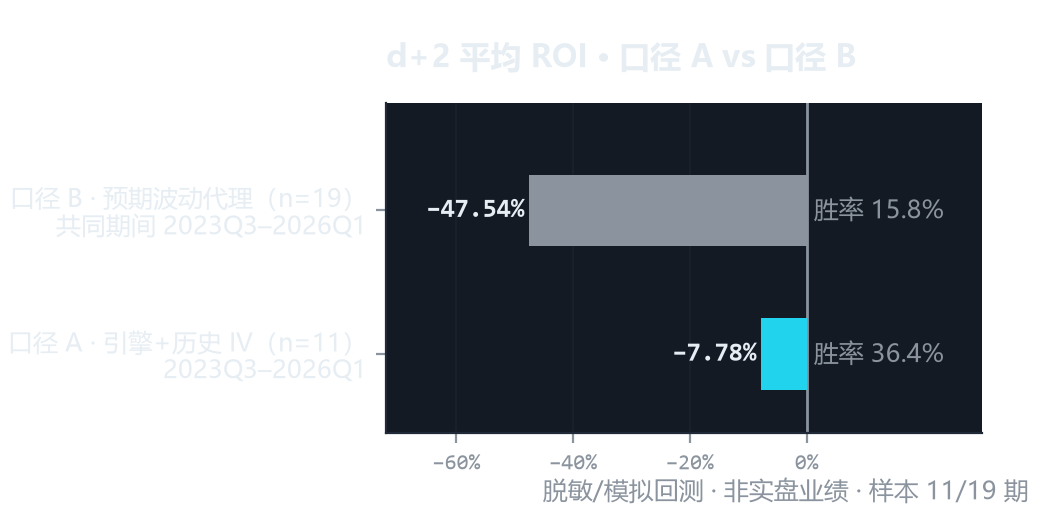 d+2 平均 ROI • 口径 A vs 口径 B
口径 B · 预期波动代理（n=19）
共同期间 2023Q3–2026Q1
-47.54%
胜率 15.8%
口径 A · 引擎+历史 IV（n=11）
2023Q3–2026Q1
-7.78%
胜率 36.4%
-60%
-40%
-20%
0%
脱敏/模拟回测 · 非实盘业绩 · 样本 11/19 期